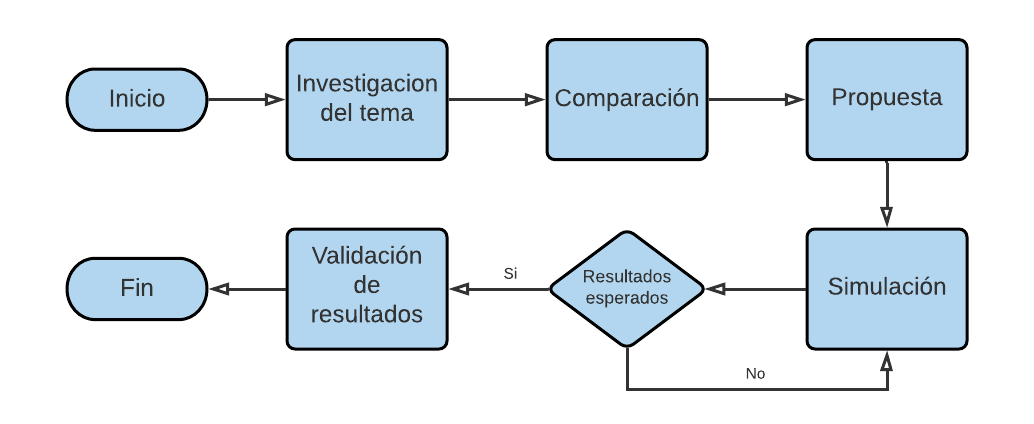 Inicio
Investigacion
del tema
Comparación
Propuesta
Simulación
Resultados
esperados
Si
No
Validación
de
resultados
Fin